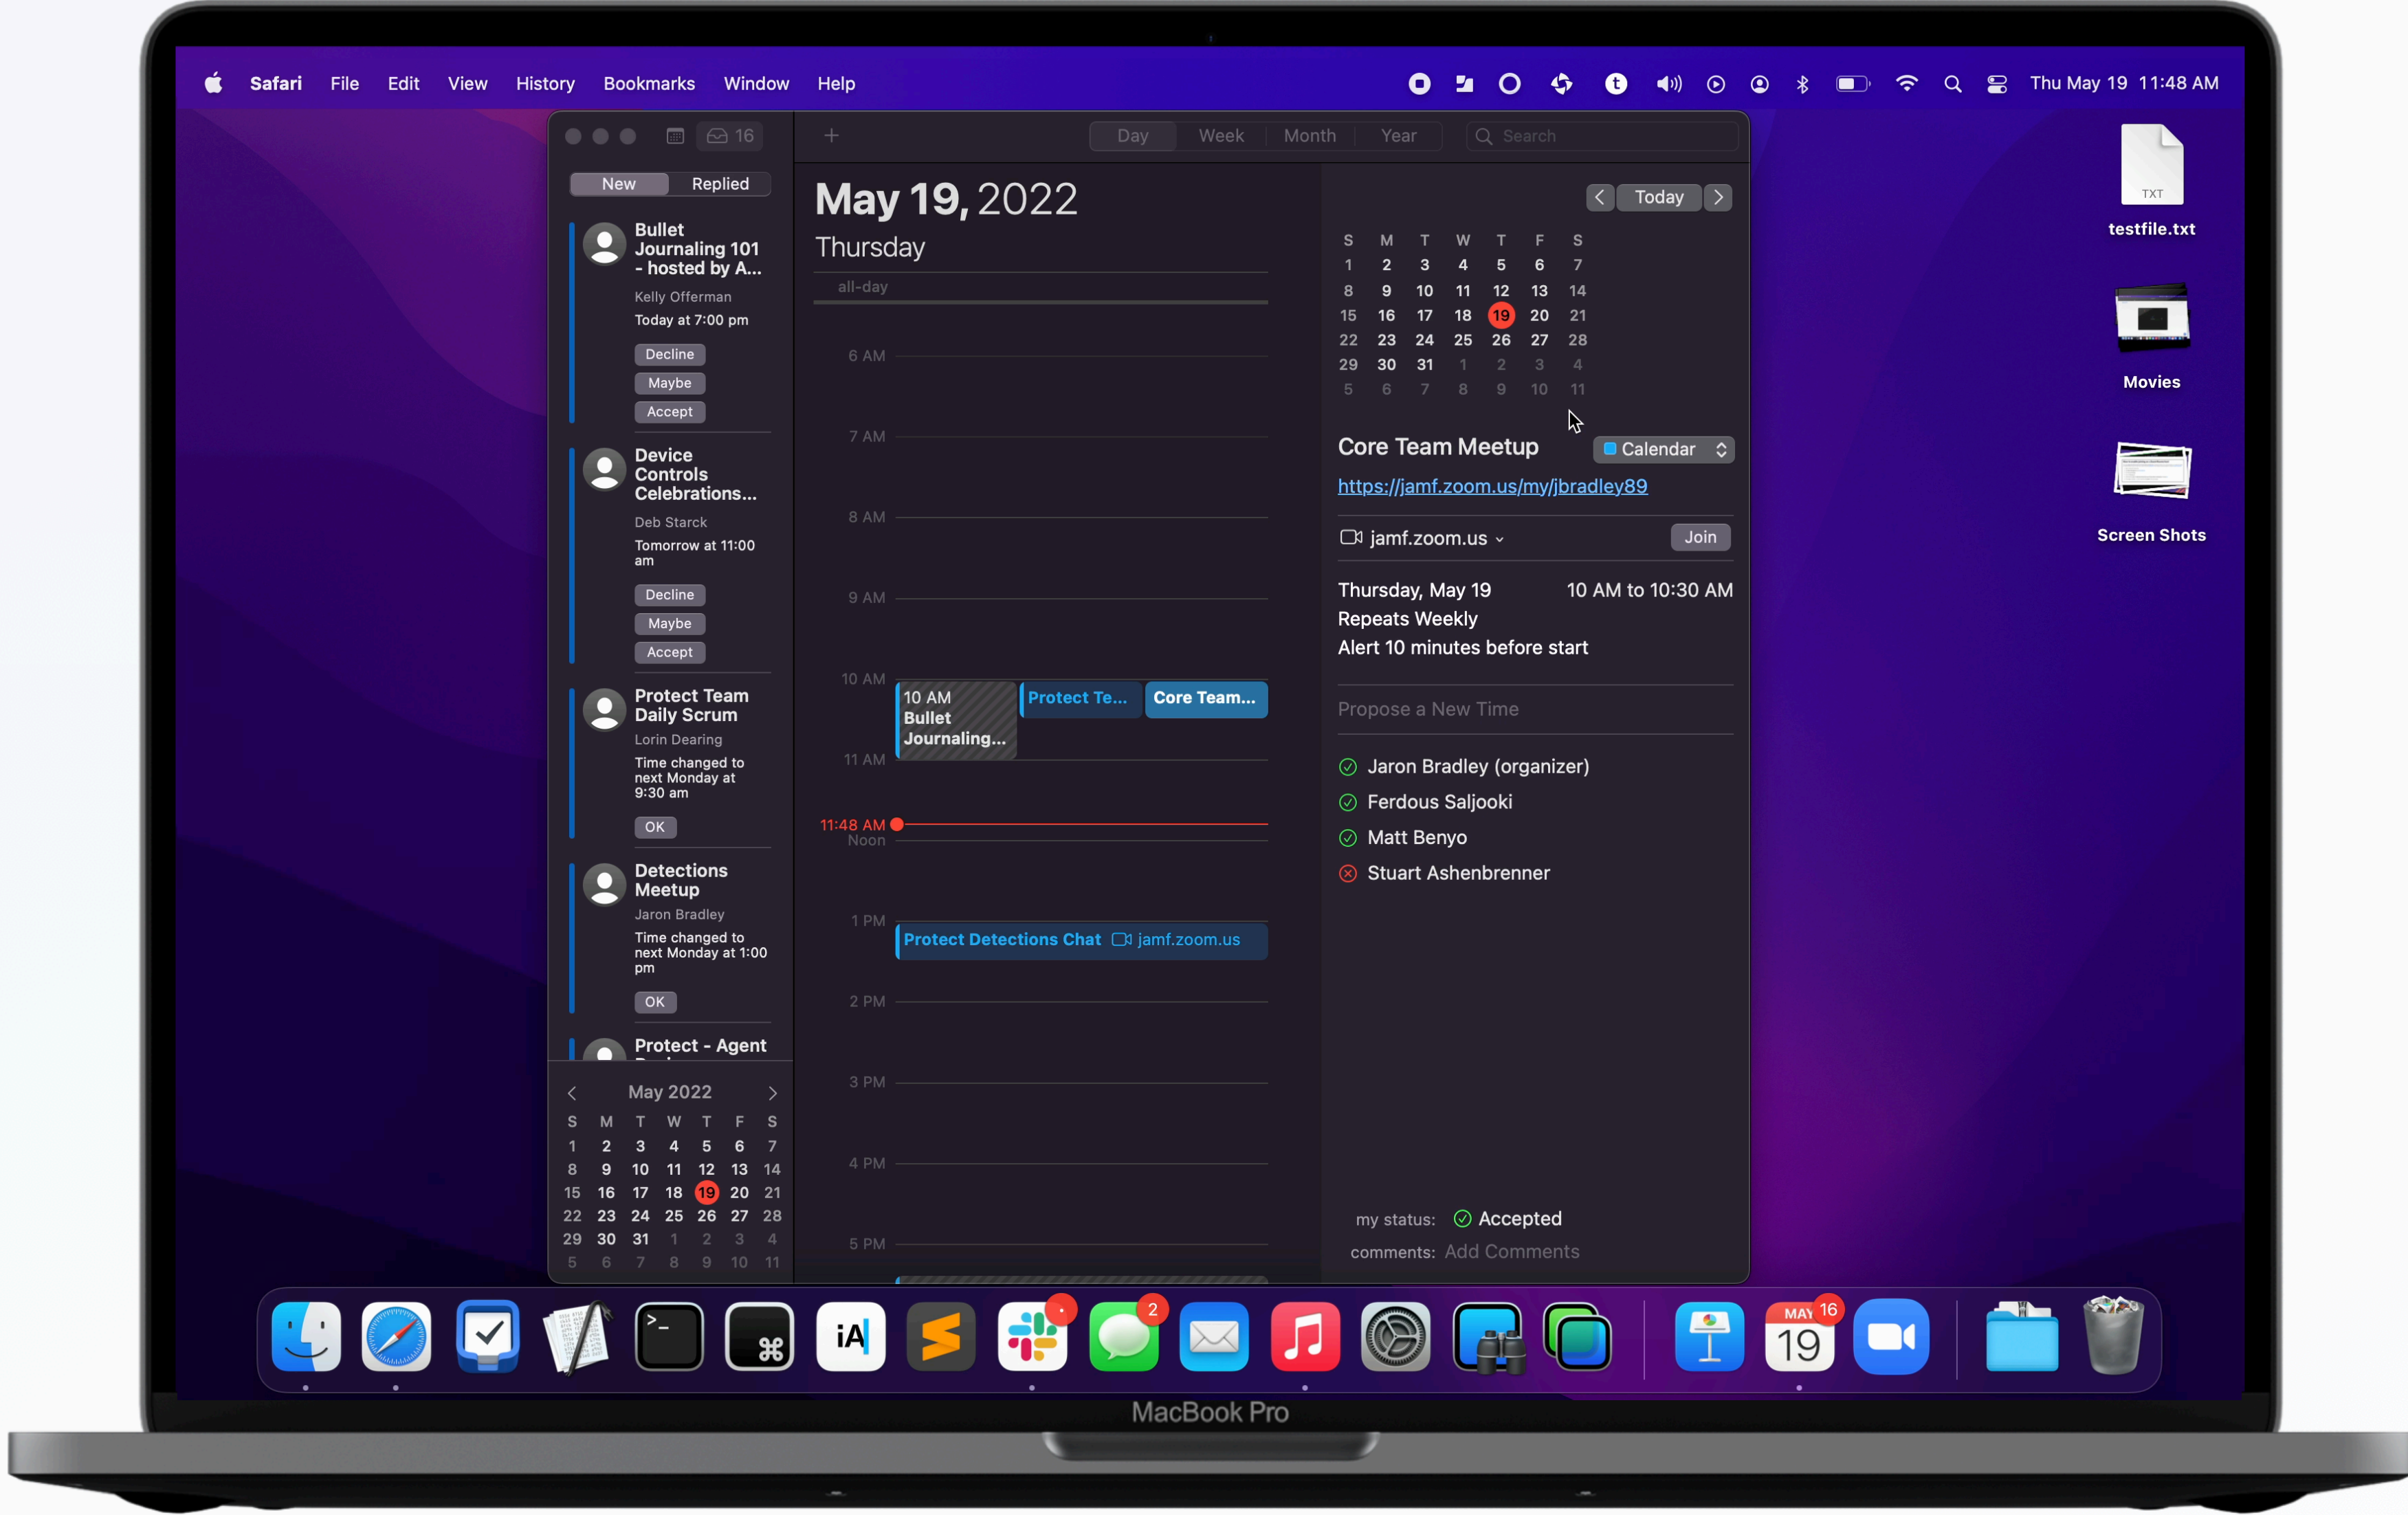 Safari File Edit View History Bookmarks Window Help
Thu May 19 11:48 AM
16
New Replied
Bullet
Journaling 101
- hosted by A...
Kelly Offerman
Today at 7:00 pm
Decline
Maybe
Accept
Device
Controls
Celebrations...
Deb Starck
Tomorrow at 11:00
am
Decline
Maybe
Accept
Protect Team
Daily Scrum
Lorin Dearing
Time changed to
next Monday at
9:30 am
OK
Detections
Meetup
Jaron Bradley
Time changed to
next Monday at 1:00
pm
OK
Protect - Agent
May 2022
S M T W T F S
1 2 3 4 5 6 7
8 9 10 11 12 13 14
15 16 17 18 19 20 21
22 23 24 25 26 27 28
29 30 31 1 2 3 4
5 6 7 8 9 10 11
Day Week Month Year
Search
May 19, 2022
Thursday
all-day
6 AM
7 AM
8 AM
9 AM
10 AM
10 AM
Bullet
Journaling...
Protect Te...
Core Team...
11 AM
11:48 AM
Noon
1 PM
Protect Detections Chat jamf.zoom.us
2 PM
3 PM
4 PM
5 PM
Today
S M T W T F S
1 2 3 4 5 6 7
8 9 10 11 12 13 14
15 16 17 18 19 20 21
22 23 24 25 26 27 28
29 30 31 1 2 3 4
5 6 7 8 9 10 11
Core Team Meetup
Calendar
https://jamf.zoom.us/my/jbradley89
jamf.zoom.us
Join
Thursday, May 19 10 AM to 10:30 AM
Repeats Weekly
Alert 10 minutes before start
Propose a New Time
Jaron Bradley (organizer)
Ferdous Saljooki
Matt Benyo
Stuart Ashenbrenner
my status: Accepted
comments: Add Comments
TXT
testfile.txt
Movies
Screen Shots
>_
iA
2
MAY
19
16
MacBook Pro